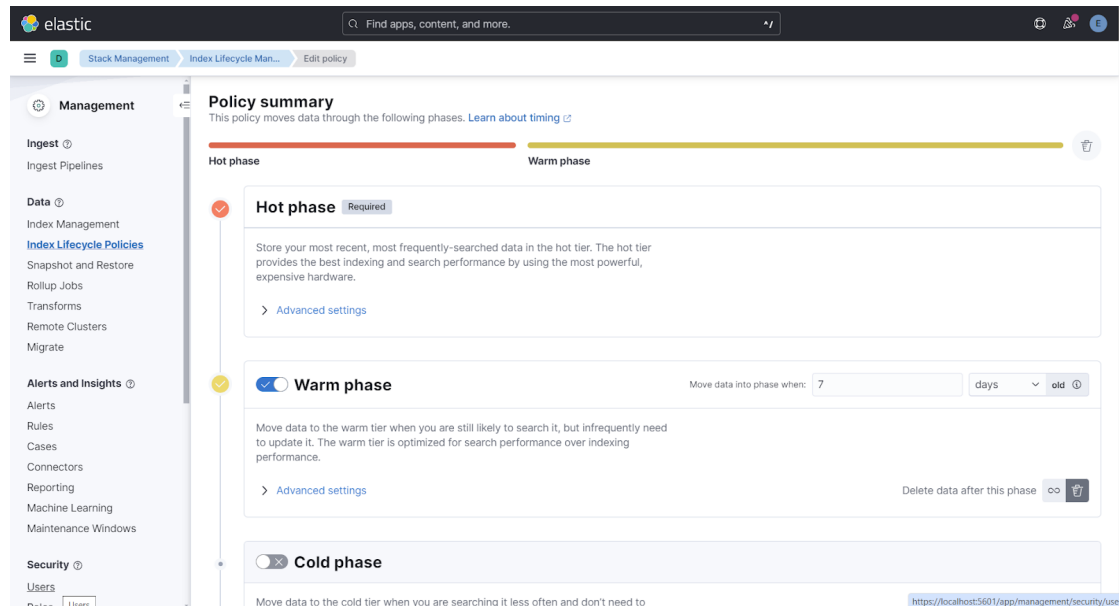 elastic
Find apps, content, and more.
^/
E
D
Stack Management
Index Lifecycle Man...
Edit policy
Management
Ingest
Ingest Pipelines
Data
Index Management
Index Lifecycle Policies
Snapshot and Restore
Rollup Jobs
Transforms
Remote Clusters
Migrate
Alerts and Insights
Alerts
Rules
Cases
Connectors
Reporting
Machine Learning
Maintenance Windows
Security
Users
Users
Policy summary
This policy moves data through the following phases. Learn about timing
Hot phase
Warm phase
Hot phase Required
Store your most recent, most frequently-searched data in the hot tier. The hot tier
provides the best indexing and search performance by using the most powerful,
expensive hardware.
Advanced settings
Warm phase
Move data into phase when: 7 days old
Move data to the warm tier when you are still likely to search it, but infrequently need
to update it. The warm tier is optimized for search performance over indexing
performance.
Advanced settings
Delete data after this phase
Cold phase
Move data to the cold tier when you are searching it less often and don't need to
https://localhost:5601/app/management/security/use